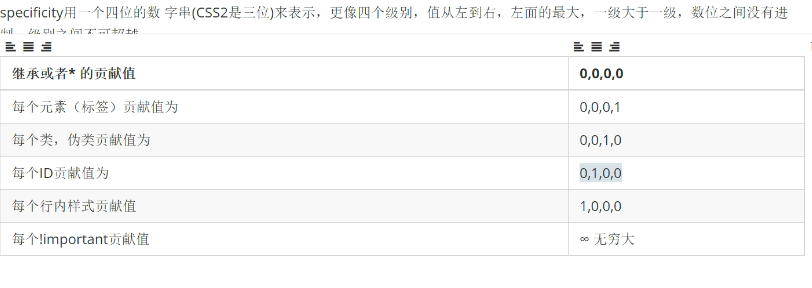 specificity用一个四位的数 字串(CSS2是三位)来表示，更像四个级别，值从左到右，左面的最大，一级大于一级，数位之间没有进
制，级别之间不可超越
继承或者* 的贡献值 0,0,0,0
每个元素（标签）贡献值为 0,0,0,1
每个类，伪类贡献值为 0,0,1,0
每个ID贡献值为 0,1,0,0
每个行内样式贡献值 1,0,0,0
每个!important贡献值 ∞ 无穷大